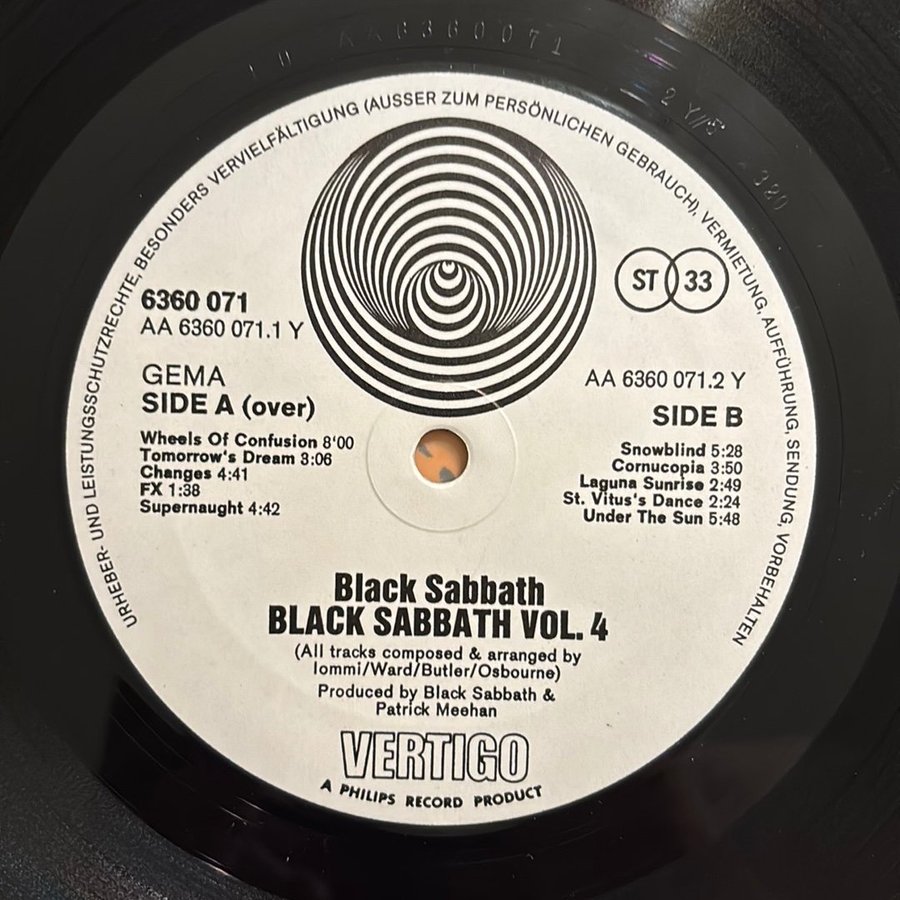 AA6360071
2 Y//5
320
URHEBER- UND LEISTUNGSSCHUTZRECHTE, BESONDERS VERVIELFÄLTIGUNG (AUSSER ZUM PERSÖNLICHEN GEBRAUCH), VERMIETUNG, AUFFÜHRUNG, SENDUNG, VORBEHALTEN
ST 33
6360 071
AA 6360 071.1 Y
GEMA
SIDE A (over)
Wheels Of Confusion 8'00
Tomorrow's Dream 3:06
Changes 4:41
FX 1:38
Supernaught 4:42
AA 6360 071.2 Y
SIDE B
Snowblind 5:28
Cornucopia 3:50
Laguna Sunrise 2:49
St. Vitus's Dance 2:24
Under The Sun 5:48
Black Sabbath
BLACK SABBATH VOL. 4
(All tracks composed & arranged by
Iommi/Ward/Butler/Osbourne)
Produced by Black Sabbath &
Patrick Meehan
VERTIGO
A PHILIPS RECORD PRODUCT